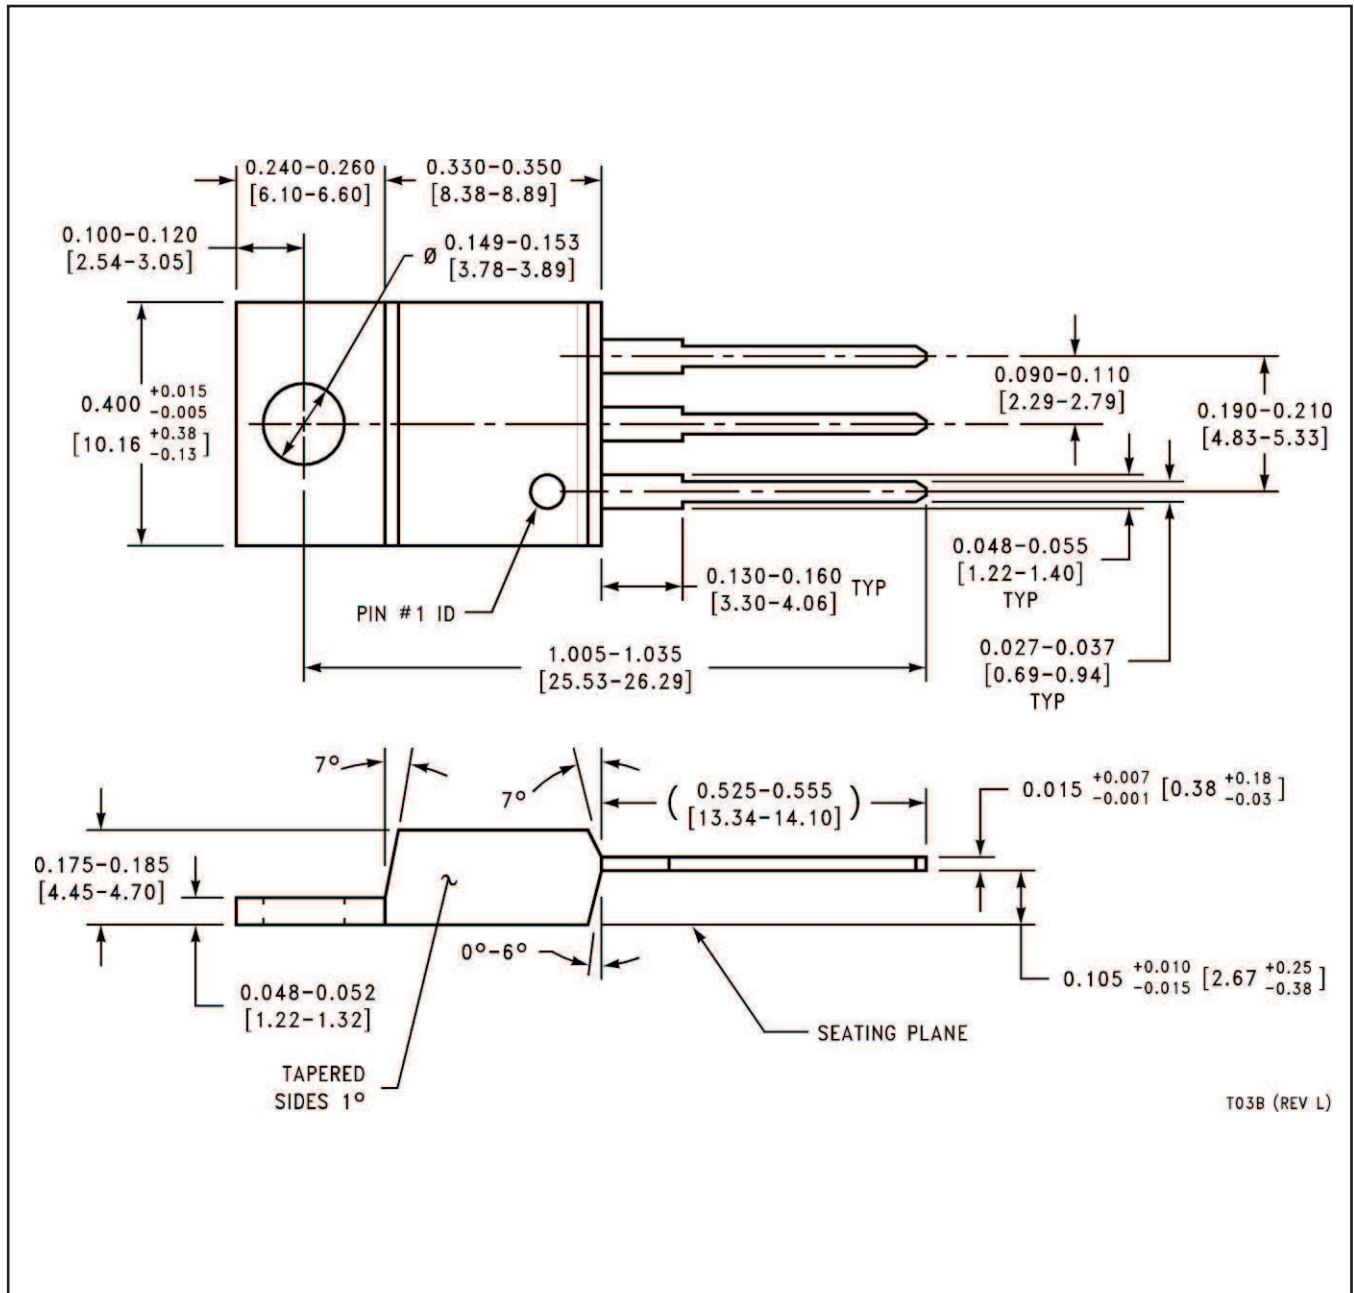 0.240-0.260
[6.10-6.60]
0.330-0.350
[8.38-8.89]
0.100-0.120
[2.54-3.05]
Ø 0.149-0.153
[3.78-3.89]
0.400 +0.015 -0.005
[10.16 +0.38 -0.13]
0.090-0.110
[2.29-2.79]
0.190-0.210
[4.83-5.33]
0.048-0.055
[1.22-1.40]
TYP
0.130-0.160 TYP
[3.30-4.06]
PIN #1 ID
0.027-0.037
[0.69-0.94]
TYP
1.005-1.035
[25.53-26.29]
7°
7°
(0.525-0.555)
[13.34-14.10]
0.015 +0.007 -0.001 [0.38 +0.18 -0.03]
0.175-0.185
[4.45-4.70]
0°-6°
0.105 +0.010 -0.015 [2.67 +0.25 -0.38]
0.048-0.052
[1.22-1.32]
SEATING PLANE
TAPERED
SIDES 1°
T03B (REV L)